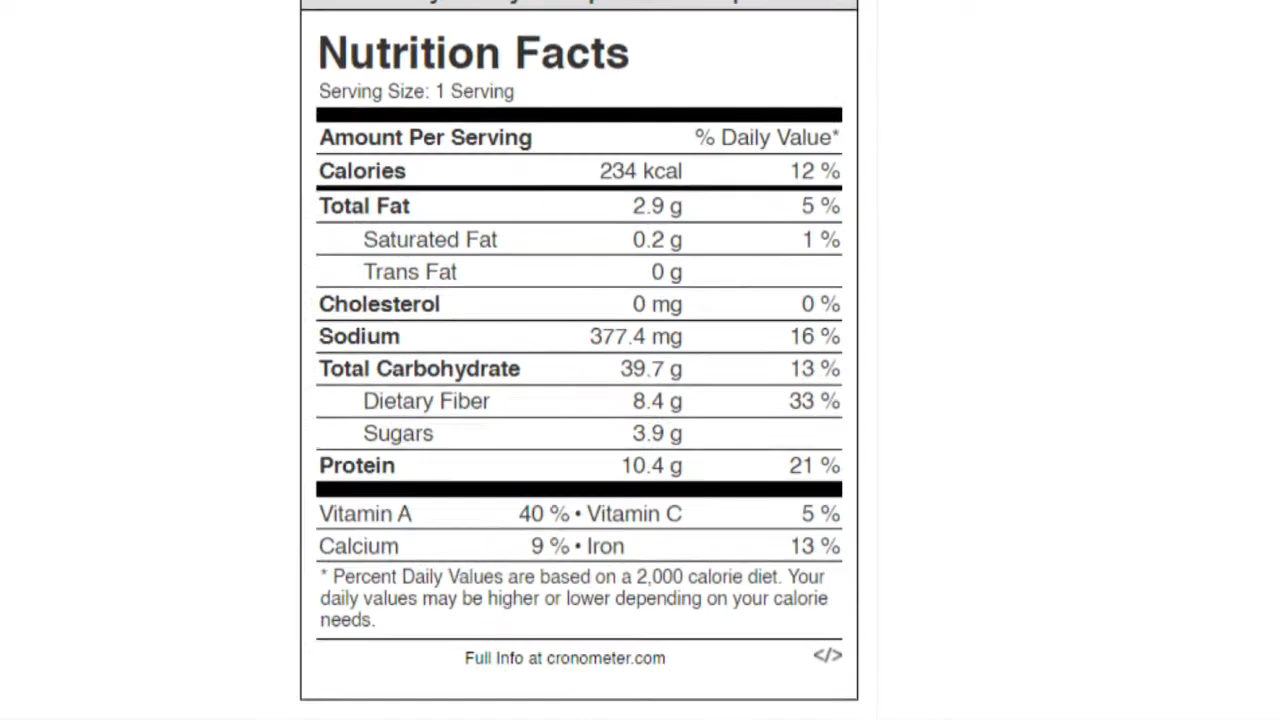 Nutrition Facts
Serving Size: 1 Serving
Amount Per Serving % Daily Value*
Calories 234 kcal 12 %
Total Fat 2.9 g 5 %
Saturated Fat 0.2 g 1 %
Trans Fat 0 g
Cholesterol 0 mg 0 %
Sodium 377.4 mg 16 %
Total Carbohydrate 39.7 g 13 %
Dietary Fiber 8.4 g 33 %
Sugars 3.9 g
Protein 10.4 g 21 %
Vitamin A 40 % • Vitamin C 5 %
Calcium 9 % • Iron 13 %
* Percent Daily Values are based on a 2,000 calorie diet. Your
daily values may be higher or lower depending on your calorie
needs.
Full Info at cronometer.com </>